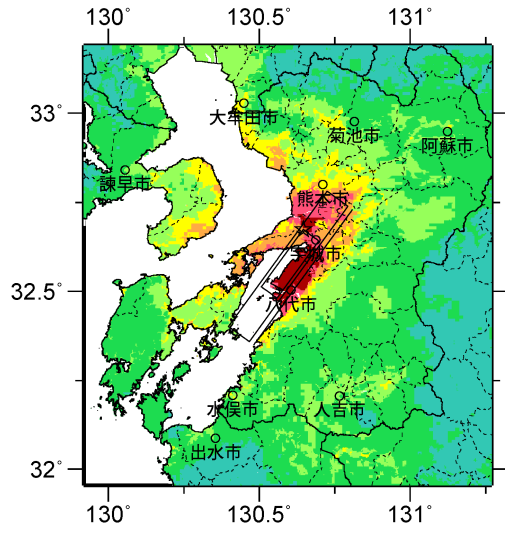 130° 130.5° 131°
33°
大牟田市
菊池市
阿蘇市
諫早市
熊本市
宇城市
32.5°
八代市
水俣市
人吉市
出水市
32°
130° 130.5° 131°